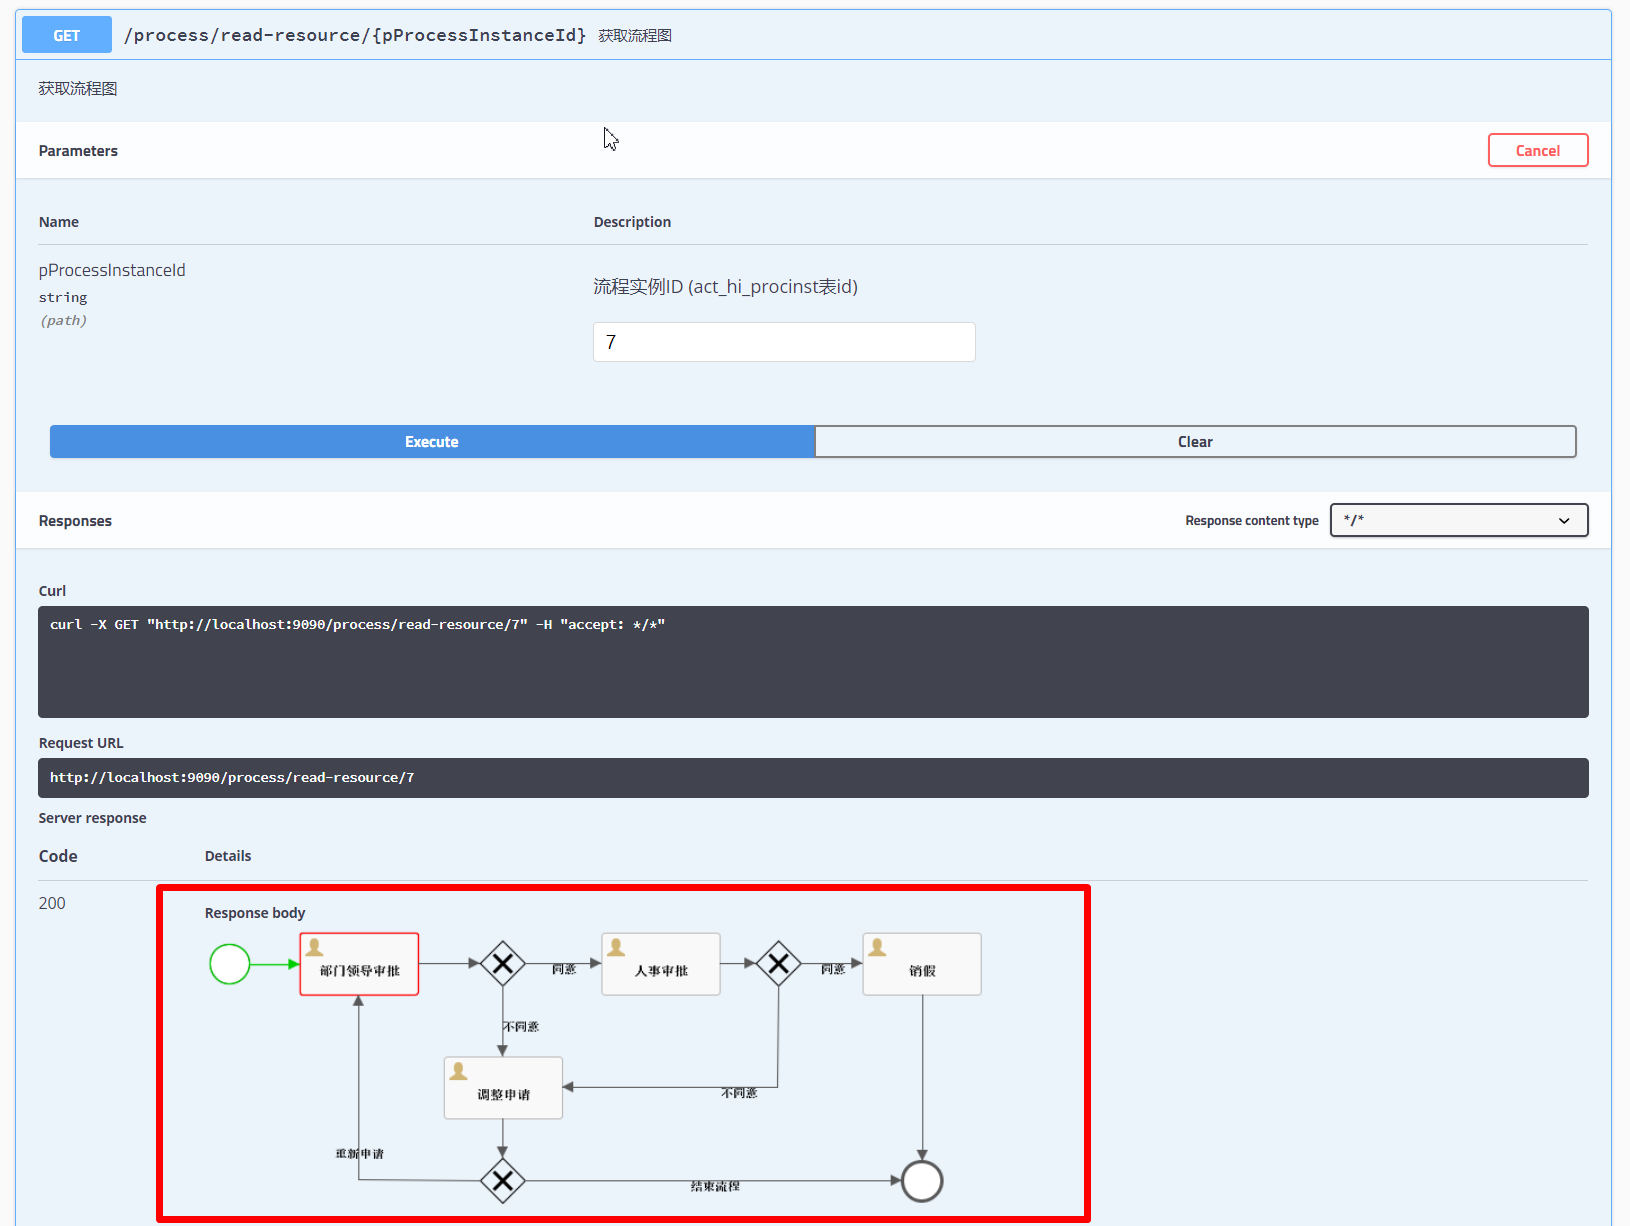 GET /process/read-resource/{pProcessInstanceId} 获取流程图
获取流程图
Parameters
Cancel
Name Description
pProcessInstanceId
string
(path)
流程实例ID (act_hi_procinst表id)
7
Execute Clear
Responses
Response content type */*
Curl
curl -X GET "http://localhost:9090/process/read-resource/7" -H "accept: */*"
Request URL
http://localhost:9090/process/read-resource/7
Server response
Code Details
200
Response body
部门领导审批
同意
人事审批
同意
销假
不同意
调整申请
不同意
重新申请
结束流程